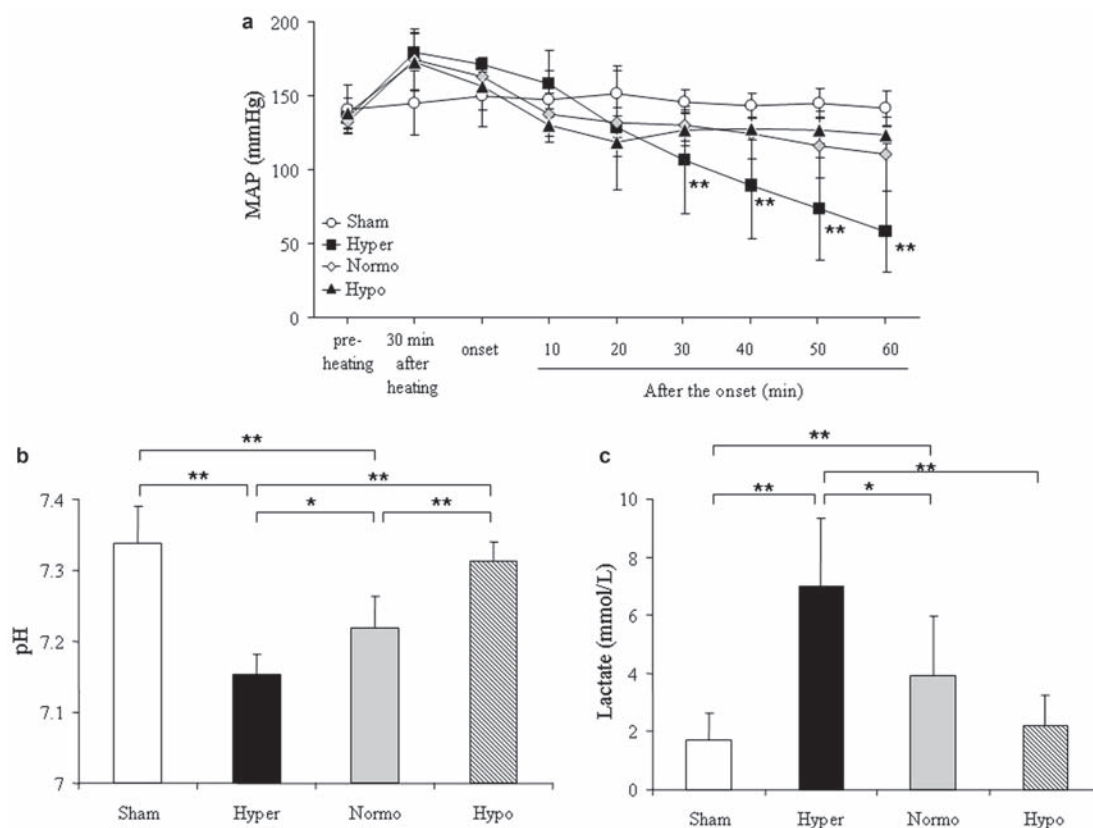 a
200
150
100
50
0
MAP (mmHg)
Sham
Hyper
Normo
Hypo
**
**
**
**
pre-
heating
30 min
after
heating
onset
10 20 30 40 50 60
After the onset (min)
b
**
** **
* **
7.4
7.3
7.2
7.1
7
pH
Sham Hyper Normo Hypo
c
**
**
** *
10
8
6
4
2
0
Lactate (mmol/L)
Sham Hyper Normo Hypo